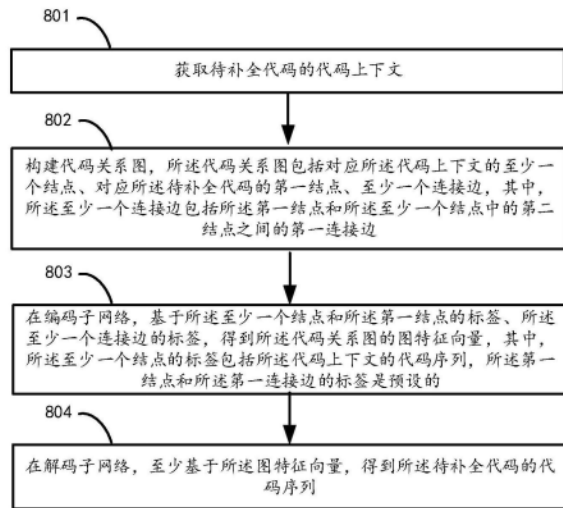 801
获取待补全代码的代码上下文
802
构建代码关系图，所述代码关系图包括对应所述代码上下文的至少一
个结点、对应所述待补全代码的第一结点、至少一个连接边，其中，
所述至少一个连接边包括所述第一结点和所述至少一个结点中的第二
结点之间的第一连接边
803
在编码子网络，基于所述至少一个结点和所述第一结点的标签、所述
至少一个连接边的标签，得到所述代码关系图的图特征向量，其中，
所述至少一个结点的标签包括所述代码上下文的代码序列，所述第一
结点和所述第一连接边的标签是预设的
804
在解码子网络，至少基于所述图特征向量，得到所述待补全代码的代
码序列